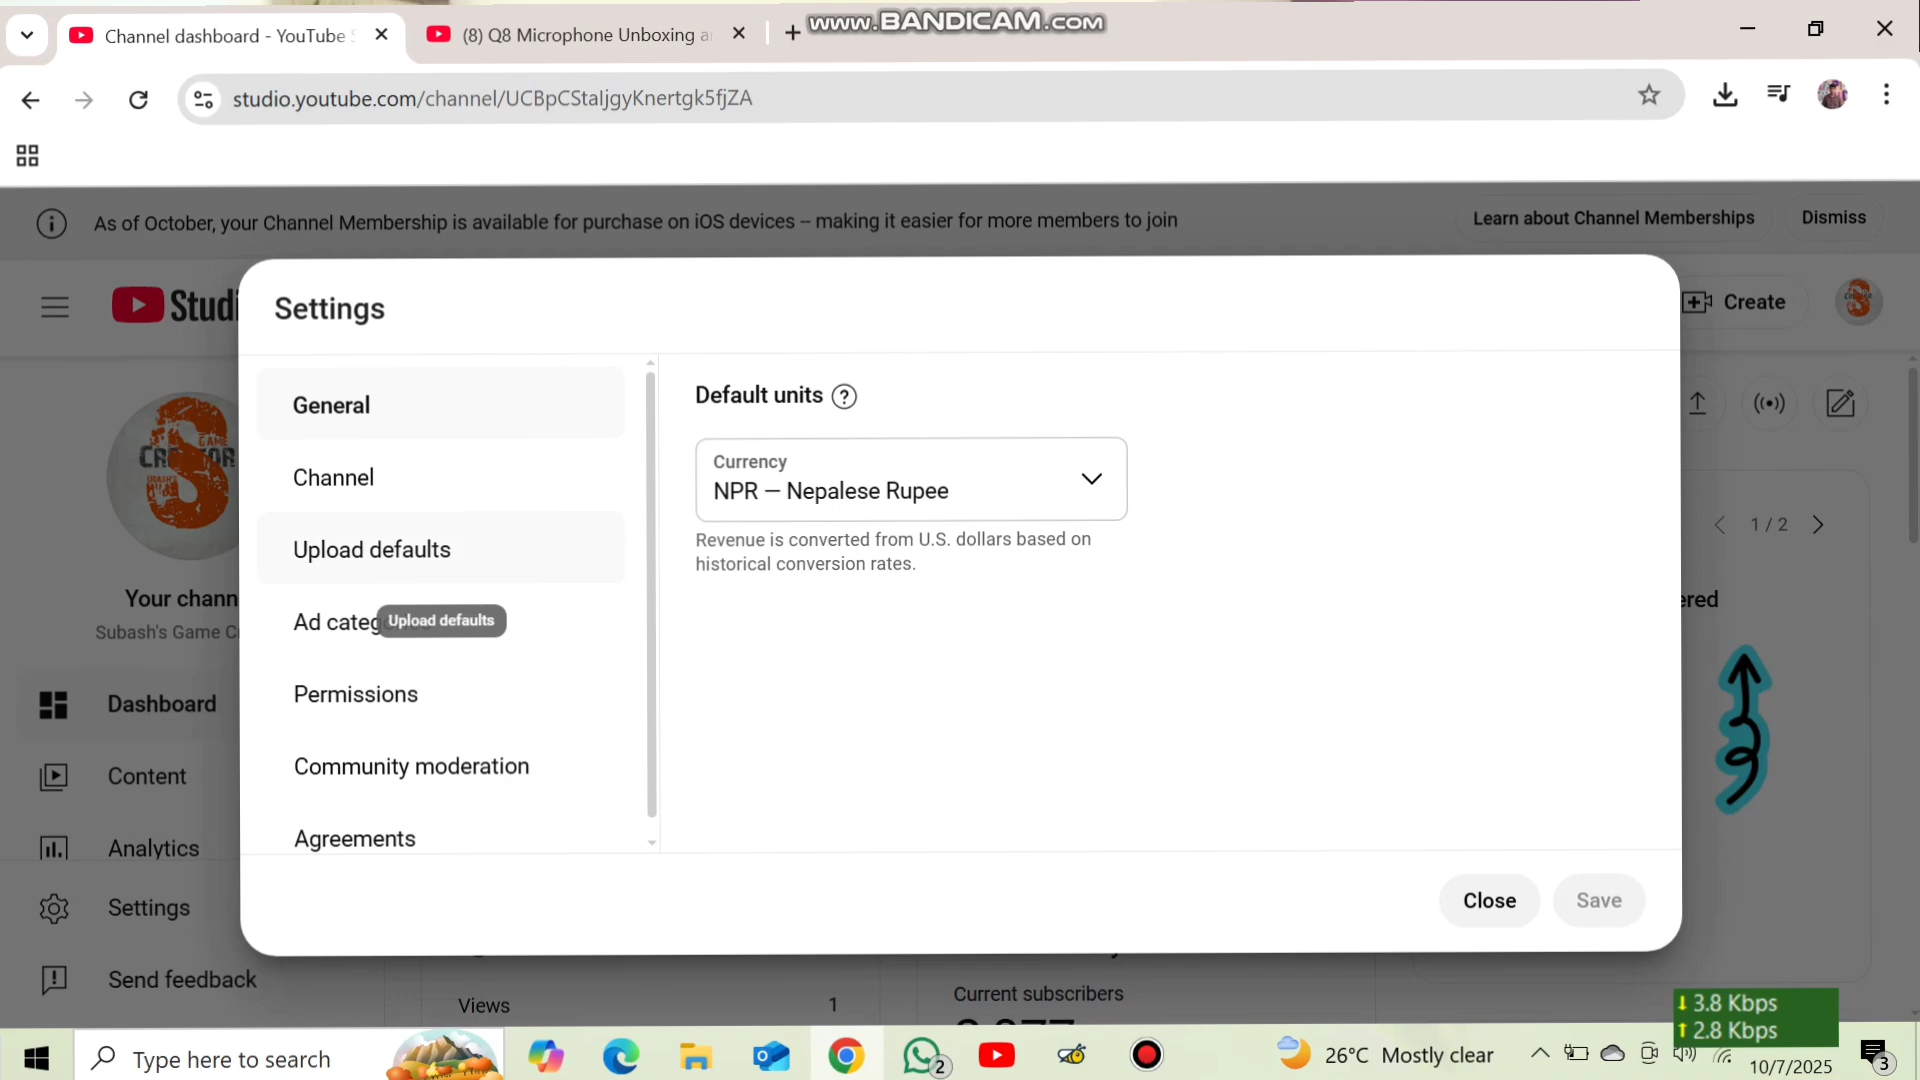 Channel dashboard - YouTube S
(8) Q8 Microphone Unboxing a
www.BANDICAM.com
studio.youtube.com/channel/UCBpCStaljgyKnertgk5fjZA
As of October, your Channel Membership is available for purchase on iOS devices – making it easier for more members to join
Learn about Channel Memberships
Dismiss
Studi
Create
Settings
General
Channel
Upload defaults
Ad categ
Upload defaults
Permissions
Community moderation
Agreements
Default units
Currency
NPR — Nepalese Rupee
Revenue is converted from U.S. dollars based on
historical conversion rates.
Close
Save
Your chann
Subash's Game C
Dashboard
Content
Analytics
Settings
Send feedback
1 / 2
ered
Views
1
Current subscribers
3.8 Kbps
2.8 Kbps
Type here to search
2
26°C Mostly clear
10/7/2025
3